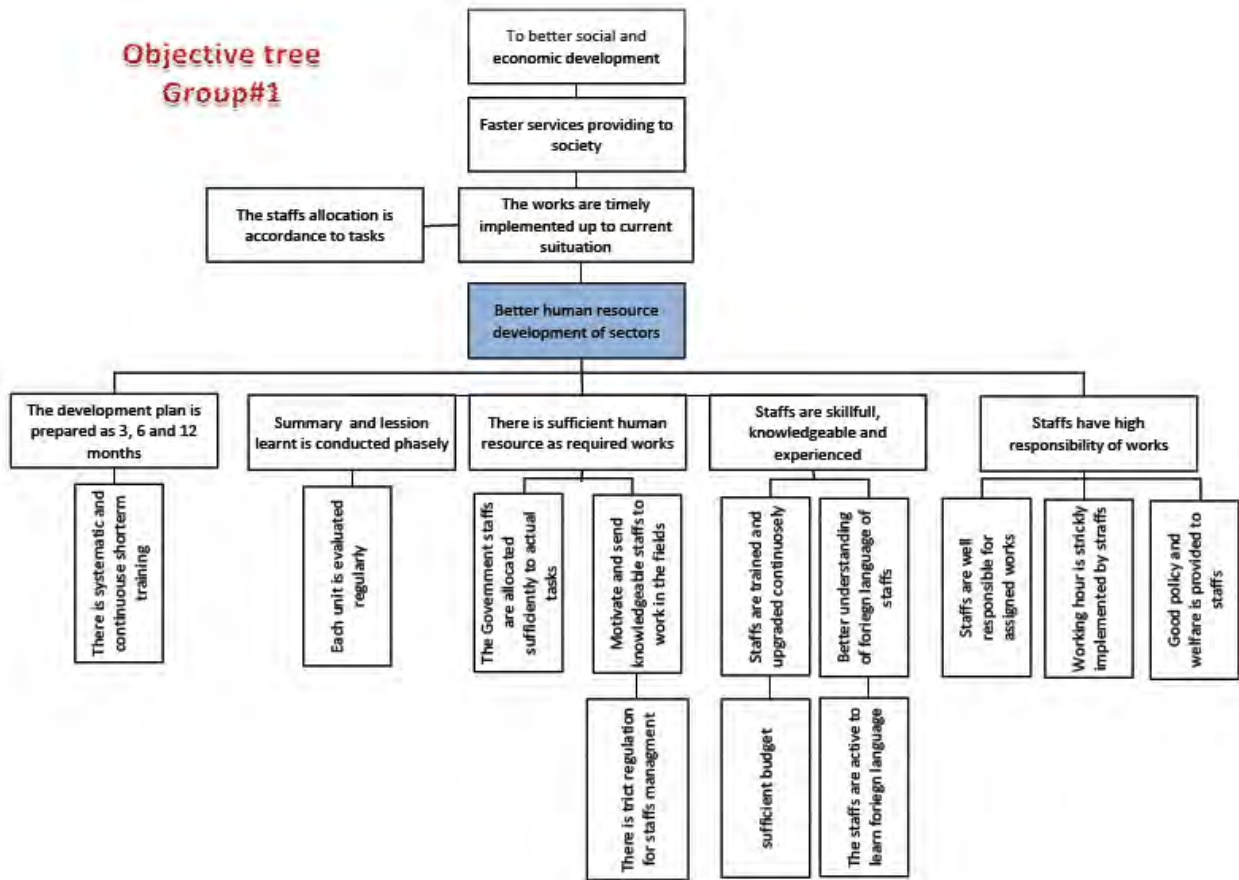 Objective tree
Group#1
To better social and
economic development
Faster services providing to
society
The staffs allocation is
accordance to tasks
The works are timely
implemented up to current
suituation
Better human resource
development of sectors
The development plan is
prepared as 3, 6 and 12
months
Summary and lession
learnt is conducted phasely
There is sufficient human
resource as required works
Staffs are skillfull,
knowledgeable and
experienced
Staffs have high
responsibility of works
There is systematic and
continuouse shorterm
training
Each unit is evaluated
regularly
The Government staffs
are allocated
sufficiently to actual
tasks
Motivate and send
knowledgeable staffs to
work in the fields
Staffs are trained and
upgraded continuosely
Better understanding
of foriegn language of
staffs
Staffs are well
responsible for
assigned works
Working hour is strickly
implemented by straffs
Good policy and
welfare is provided to
staffs
There is trict regulation
for staffs managment
sufficient budget
The staffs are active to
learn foriegn language